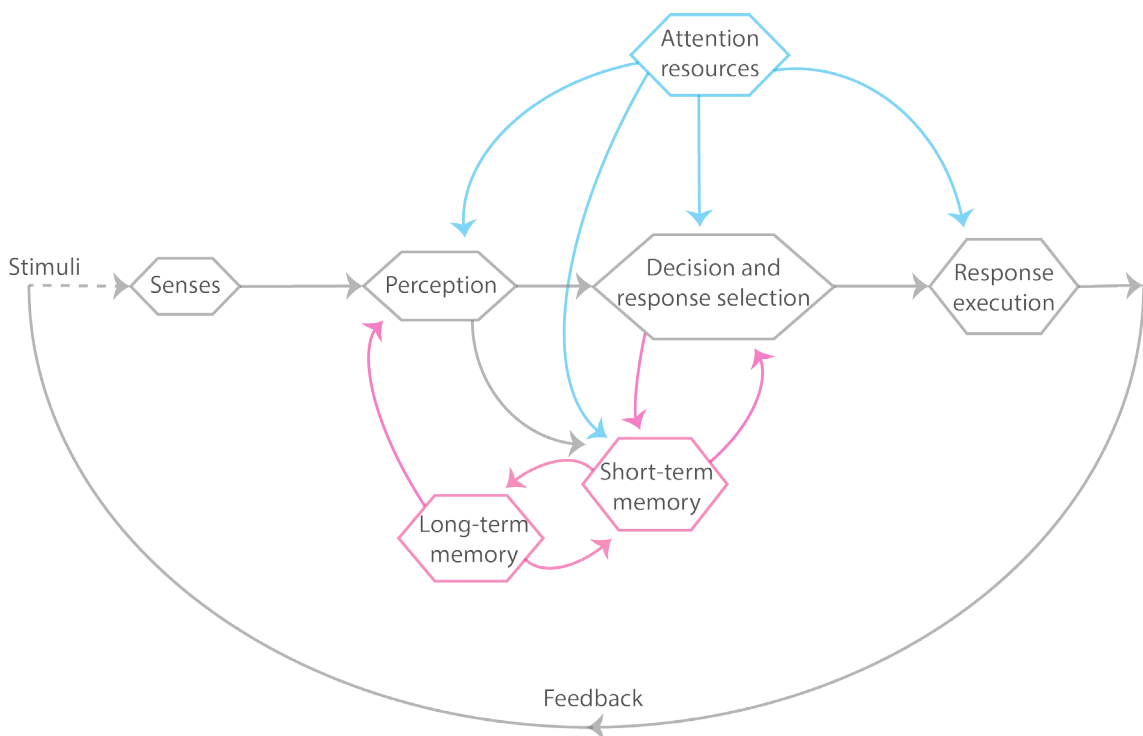 Attention
resources
Stimuli
Senses
Perception
Decision and
response selection
Response
execution
Short-term
memory
Long-term
memory
Feedback